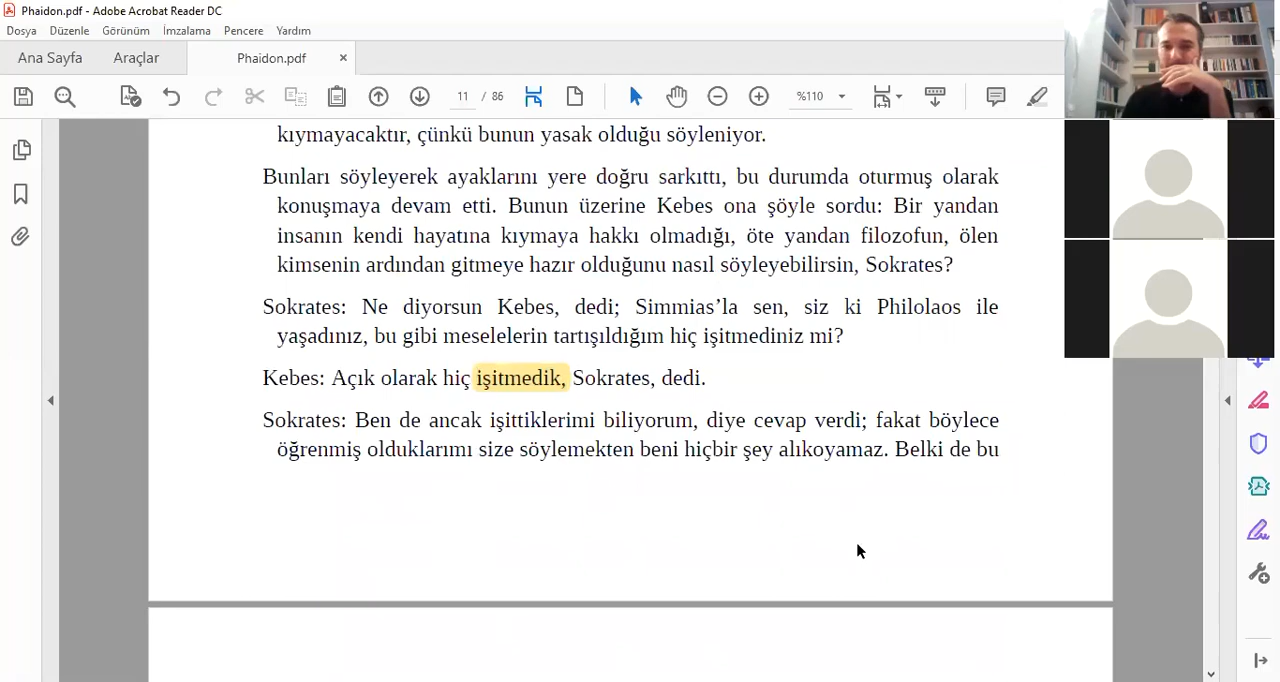 Phaidon.pdf - Adobe Acrobat Reader DC
Dosya Düzenle Görünüm İmzalama Pencere Yardım
Ana Sayfa Araçlar Phaidon.pdf ×
11 / 86 %110
kıymayacaktır, çünkü bunun yasak olduğu söyleniyor.
Bunları söyleyerek ayaklarını yere doğru sarkıttı, bu durumda oturmuş olarak
konuşmaya devam etti. Bunun üzerine Kebes ona şöyle sordu: Bir yandan
insanın kendi hayatına kıymaya hakkı olmadığı, öte yandan filozofun, ölen
kimsenin ardından gitmeye hazır olduğunu nasıl söyleyebilirsin, Sokrates?
Sokrates: Ne diyorsun Kebes, dedi; Simmias’la sen, siz ki Philolaos ile
yaşadınız, bu gibi meselelerin tartışıldığım hiç işitmediniz mi?
Kebes: Açık olarak hiç işitmedik, Sokrates, dedi.
Sokrates: Ben de ancak işittiklerimi biliyorum, diye cevap verdi; fakat böylece
öğrenmiş olduklarımı size söylemekten beni hiçbir şey alıkoyamaz. Belki de bu